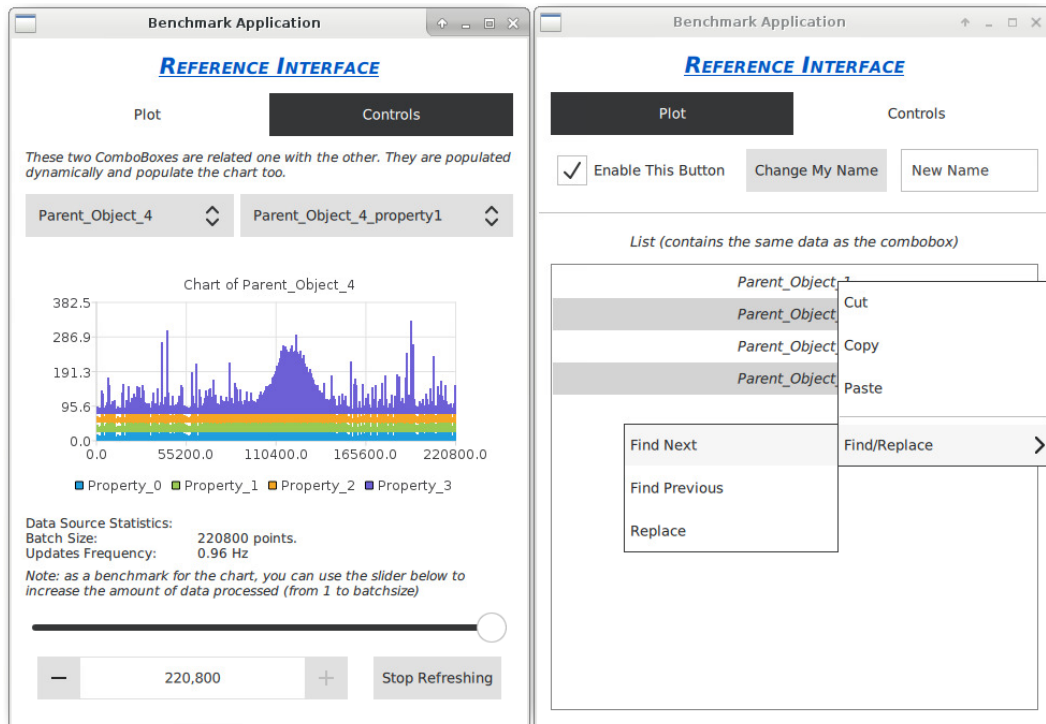 Benchmark Application
REFERENCE INTERFACE
Plot
Controls
These two ComboBoxes are related one with the other. They are populated
dynamically and populate the chart too.
Parent_Object_4
Parent_Object_4_property1
Chart of Parent_Object_4
382.5
286.9
191.3
95.6
0.0
0.0 55200.0 110400.0 165600.0 220800.0
Property_0 Property_1 Property_2 Property_3
Data Source Statistics:
Batch Size: 220800 points.
Updates Frequency: 0.96 Hz
Note: as a benchmark for the chart, you can use the slider below to
increase the amount of data processed (from 1 to batchsize)
220,800
Stop Refreshing
Benchmark Application
REFERENCE INTERFACE
Plot
Controls
Enable This Button
Change My Name
New Name
List (contains the same data as the combobox)
Parent_Object_1
Parent_Object
Parent_Object
Parent_Object
Cut
Copy
Paste
Find/Replace
Find Next
Find Previous
Replace